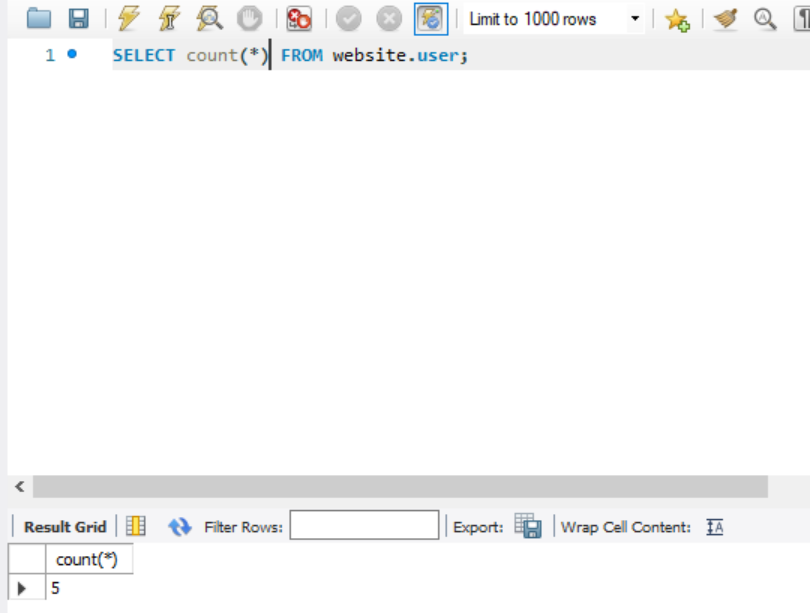 Limit to 1000 rows
1 SELECT count(*) FROM website.user;
Result Grid Filter Rows: Export: Wrap Cell Content: IA
count(*)
5